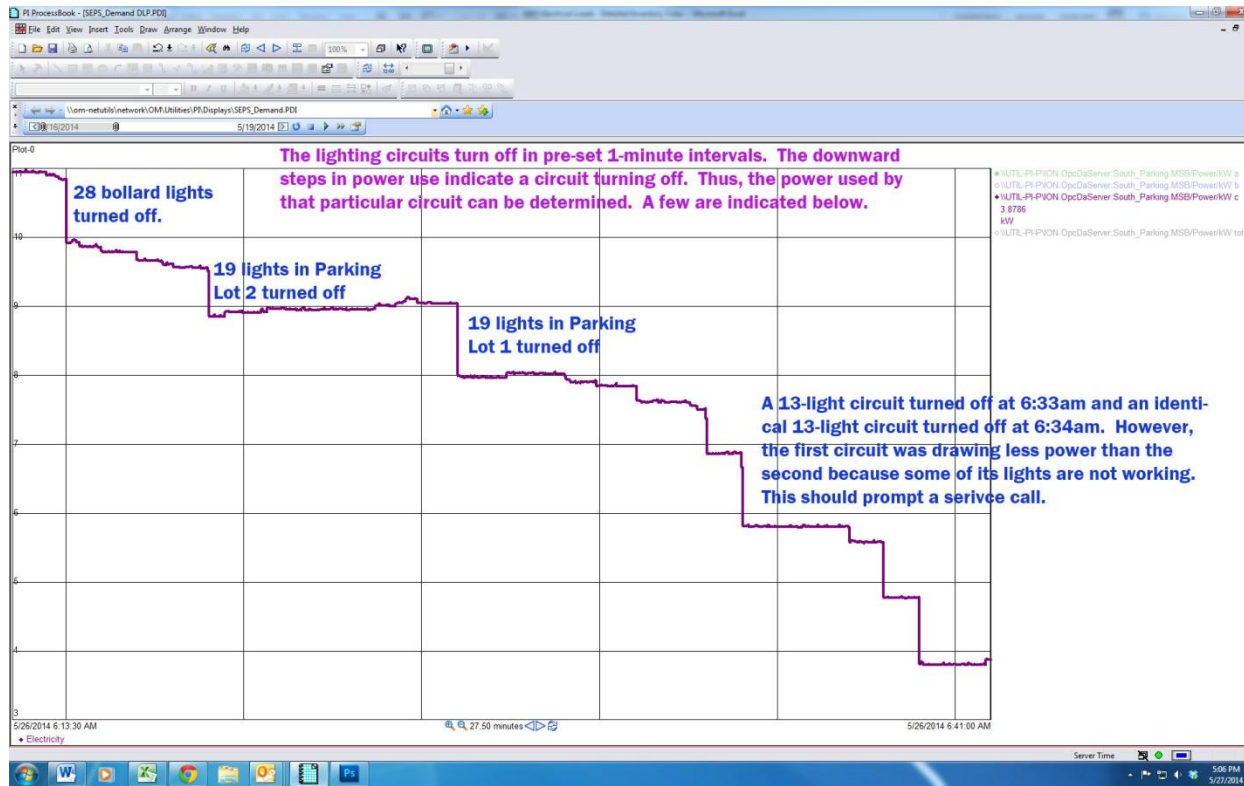 PI ProcessBook - [SEPS_Demand DLP.PDI]
File Edit View Insert Tools Draw Arrange Window Help
100%
\\om-netutils\network\OM\Utilities\PI\Displays\SEPS_Demand.PDI
5/19/2014
Plot-0
The lighting circuits turn off in pre-set 1-minute intervals. The downward
steps in power use indicate a circuit turning off. Thus, the power used by
that particular circuit can be determined. A few are indicated below.
28 bollard lights
turned off.
19 lights in Parking
Lot 2 turned off
19 lights in Parking
Lot 1 turned off
A 13-light circuit turned off at 6:33am and an identi-
cal 13-light circuit turned off at 6:34am. However,
the first circuit was drawing less power than the
second because some of its lights are not working.
This should prompt a serivce call.
\\UTIL-PI-P\ION.OpcDaServer:South_Parking.MSB/Power/kW a
\\UTIL-PI-P\ION.OpcDaServer:South_Parking.MSB/Power/kW b
\\UTIL-PI-P\ION.OpcDaServer:South_Parking.MSB/Power/kW c
3.8786
kW
\\UTIL-PI-P\ION.OpcDaServer:South_Parking.MSB/Power/kW tot
11
10
9
8
7
6
5
4
3
5/26/2014 6:13:30 AM
27.50 minutes
5/26/2014 6:41:00 AM
Electricity
Server Time
5:06 PM
5/27/2014